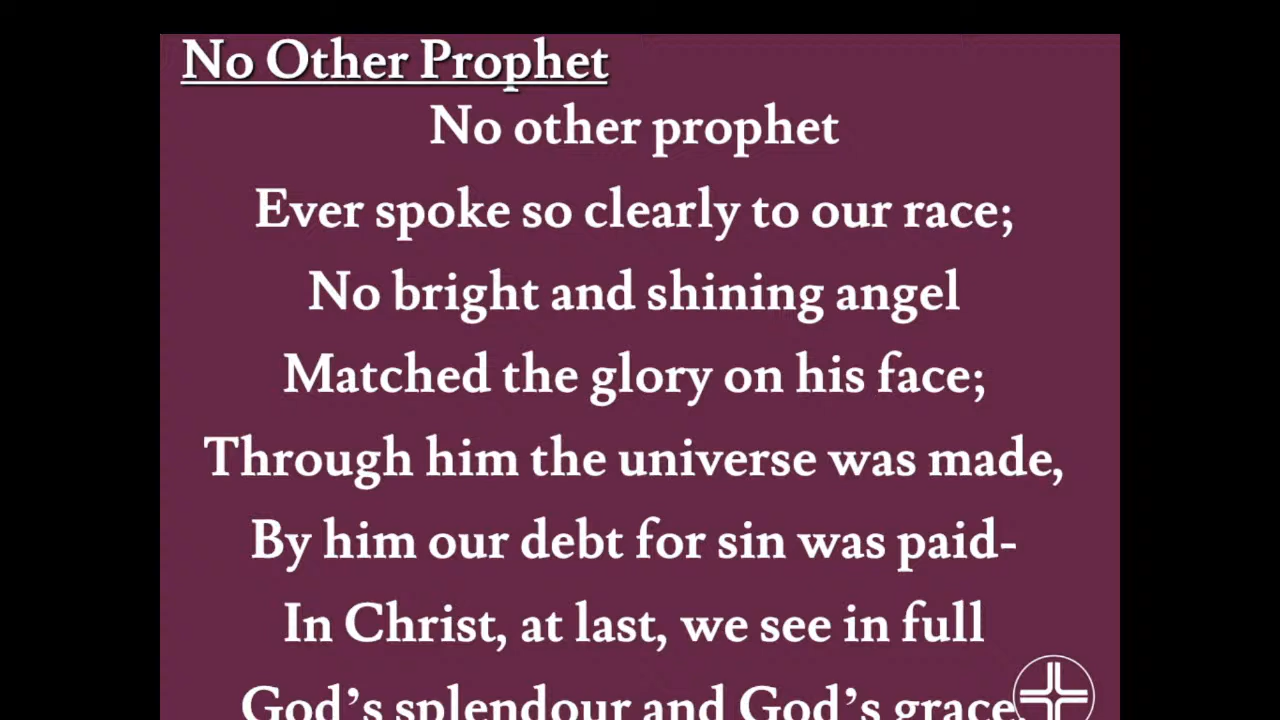 No Other Prophet
No other prophet
Ever spoke so clearly to our race;
No bright and shining angel
Matched the glory on his face;
Through him the universe was made,
By him our debt for sin was paid-
In Christ, at last, we see in full
God's splendour and God's grace.